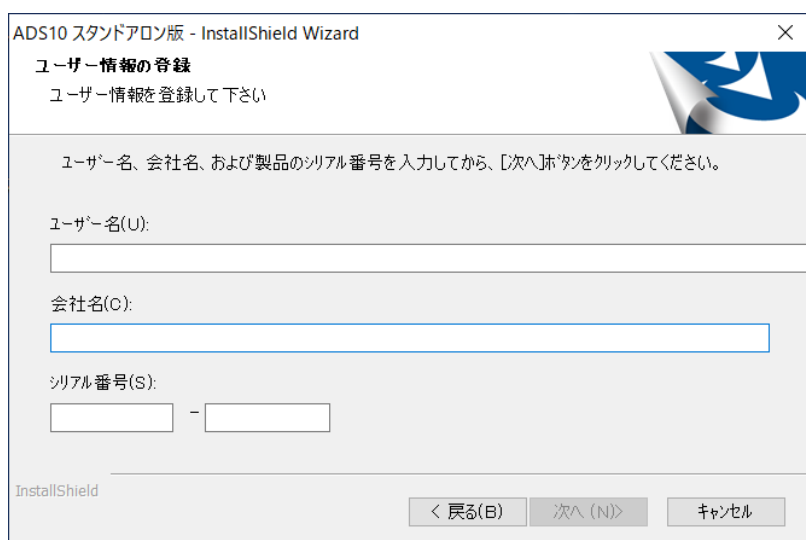 ADS10 スタンドアロン版 - InstallShield Wizard
ユーザー情報の登録
ユーザー情報を登録して下さい
ﾕｰｻﾞｰ名、会社名、および製品のｼﾘｱﾙ番号を入力してから、[次へ]ﾎﾞﾀﾝをｸﾘｯｸしてください。
ﾕｰｻﾞｰ名(U):
会社名(C):
ｼﾘｱﾙ番号(S):
-
InstallShield
< 戻る(B) 次へ (N)> ｷｬﾝｾﾙ